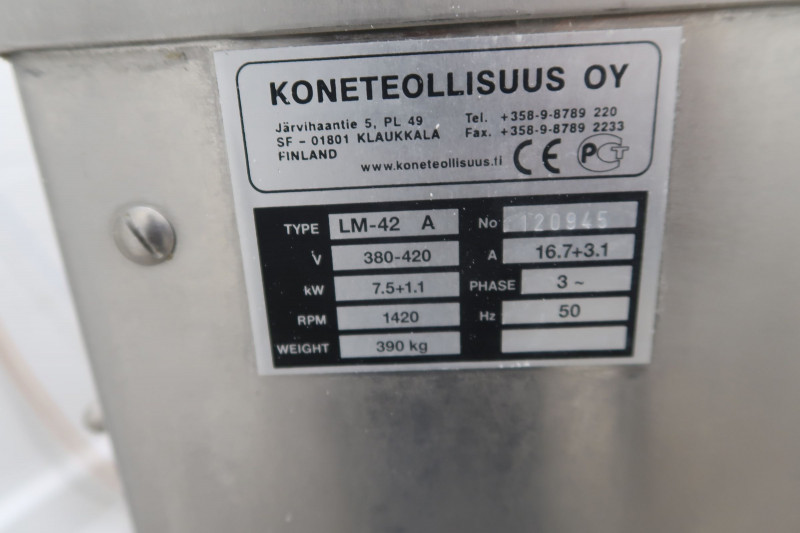 KONETEOLLISUUS OY
Järvihaantie 5, PL 49
SF - 01801 KLAUKKALA
FINLAND
Tel. +358-9-8789 220
Fax. +358-9-8789 2233
www.koneteollisuus.fi
CE PCT
TYPE LM-42 A No 120945
V 380-420 A 16.7+3.1
kW 7.5+1.1 PHASE 3 ~
RPM 1420 Hz 50
WEIGHT 390 kg